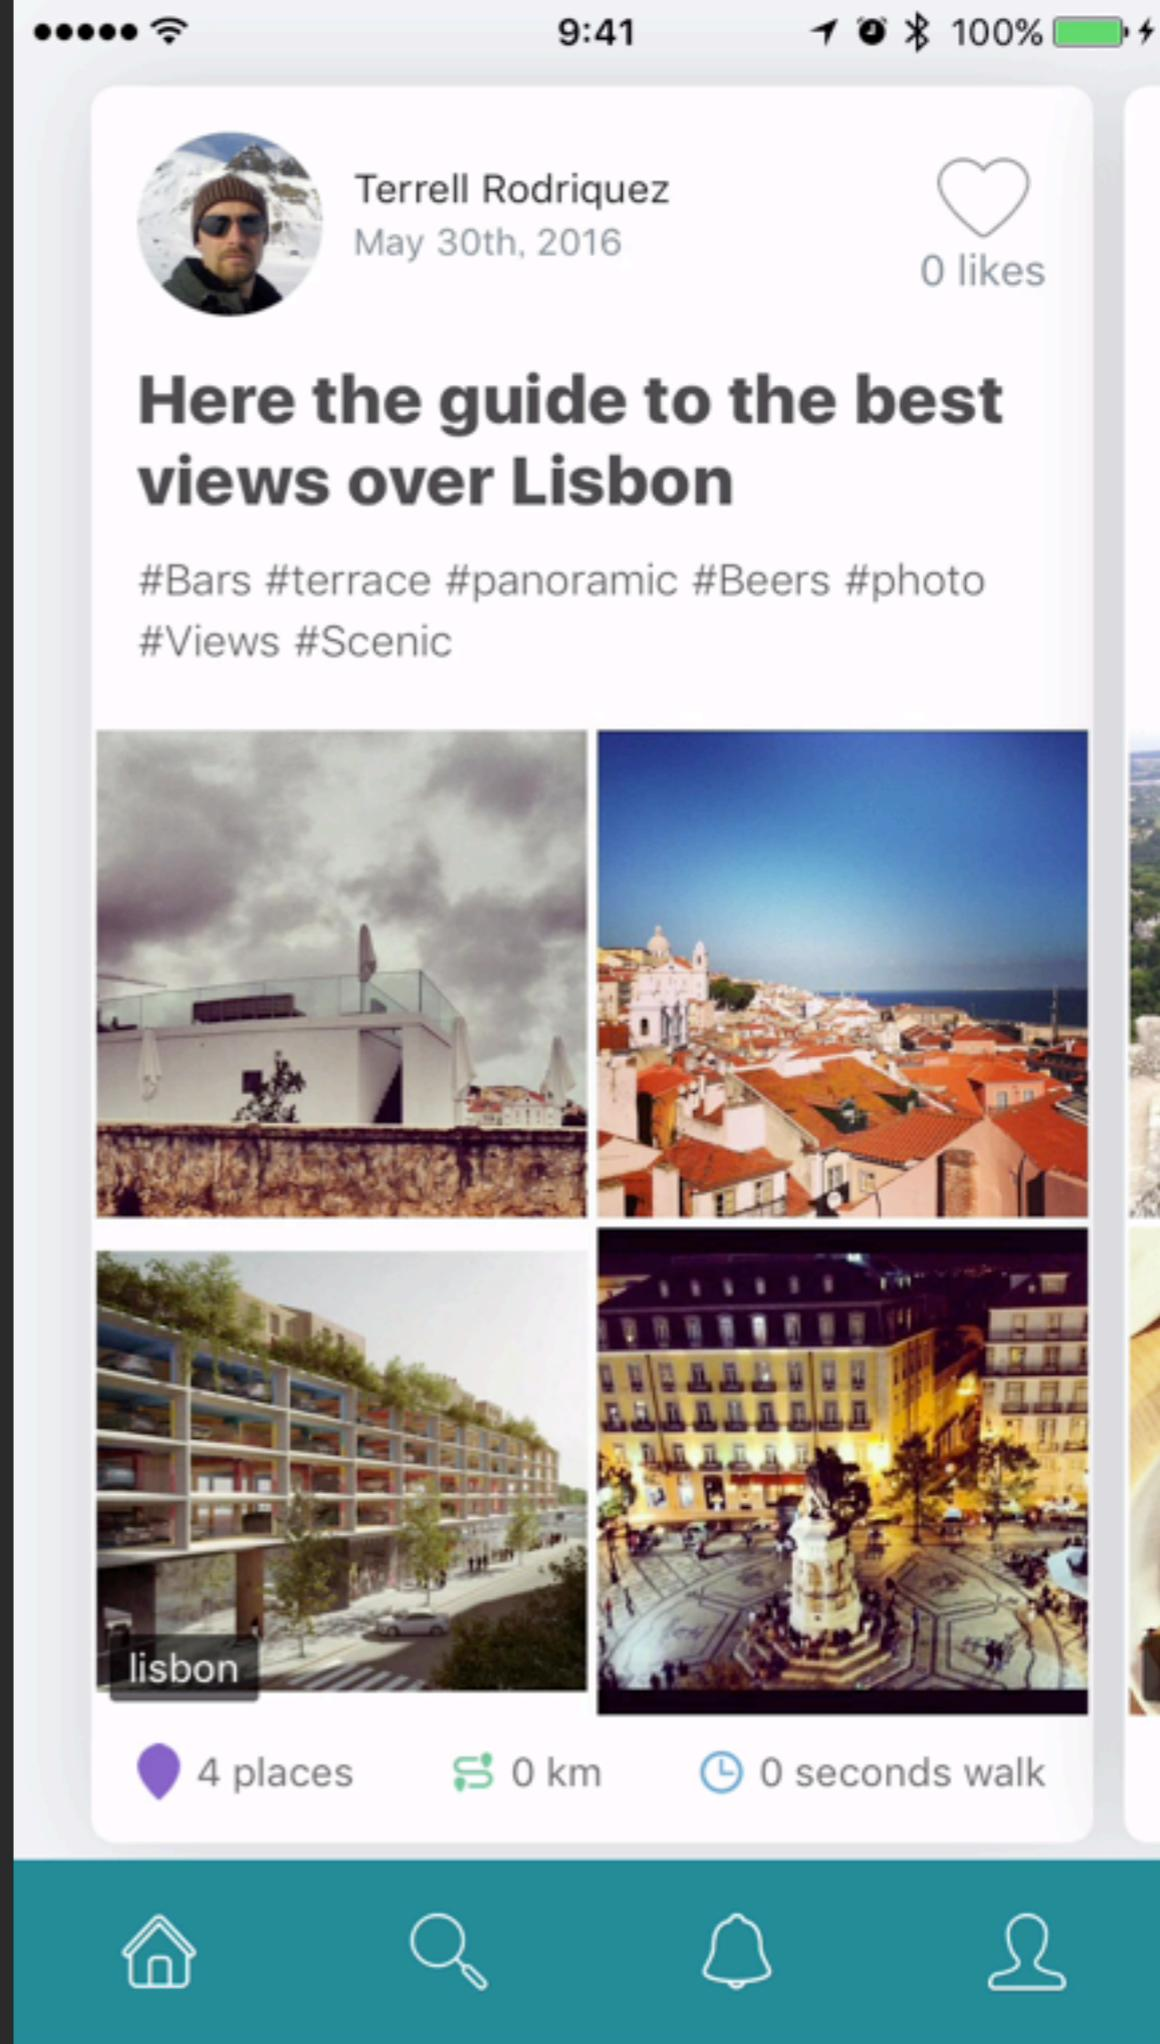 9:41
100%
Terrell Rodriquez
May 30th, 2016
0 likes
Here the guide to the best
views over Lisbon
#Bars #terrace #panoramic #Beers #photo
#Views #Scenic
lisbon
4 places
0 km
0 seconds walk